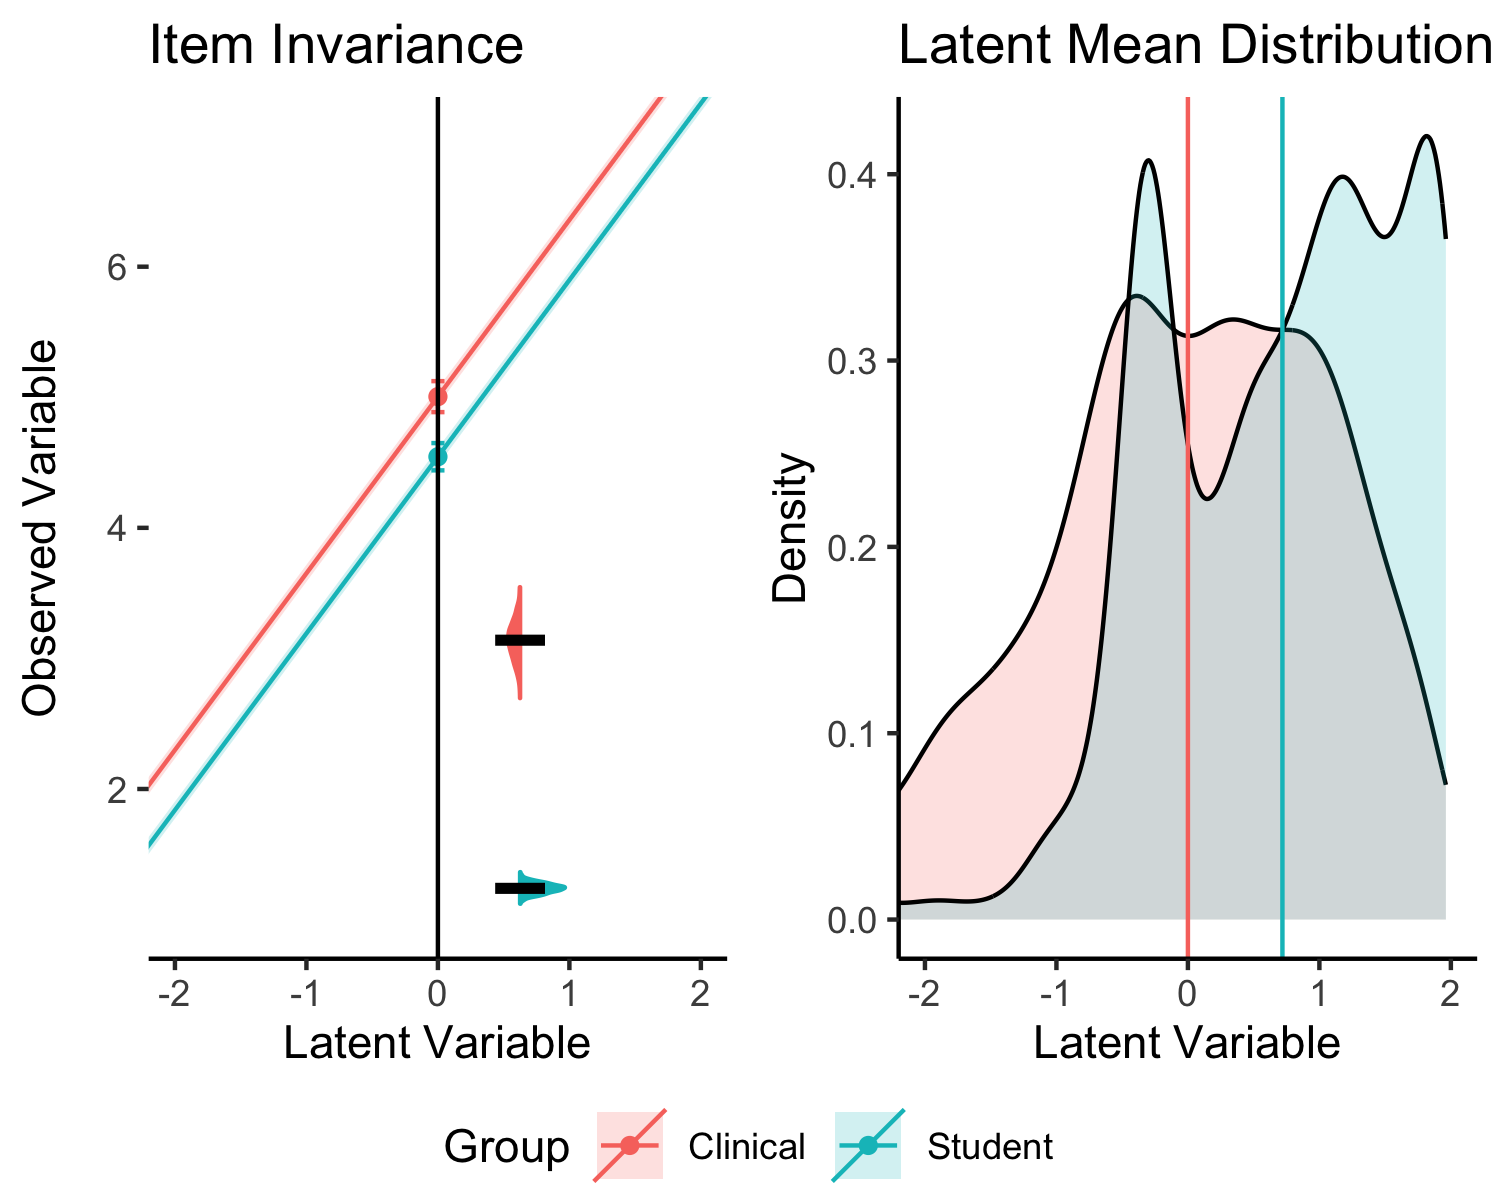 Item Invariance
Observed Variable
6
4
2
-2 -1 0 1 2
Latent Variable
Latent Mean Distribution
Density
0.4
0.3
0.2
0.1
0.0
-2 -1 0 1 2
Latent Variable
Group Clinical Student